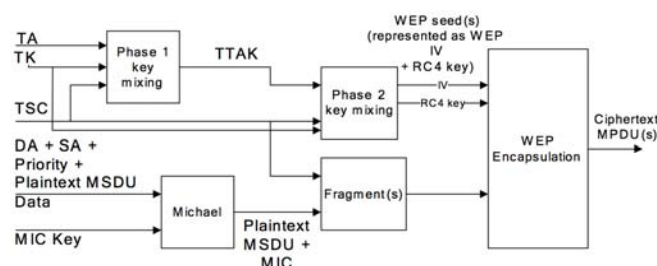 TA
TK
Phase 1
key
mixing
TTAK
WEP seed(s)
(represented as WEP
IV
+ RC4 key)
TSC
Phase 2
key mixing
IV
RC4 key
WEP
Encapsulation
Ciphertext
MPDU(s)
DA + SA +
Priority +
Plaintext MSDU
Data
MIC Key
Michael
Fragment(s)
Plaintext
MSDU +
MIC